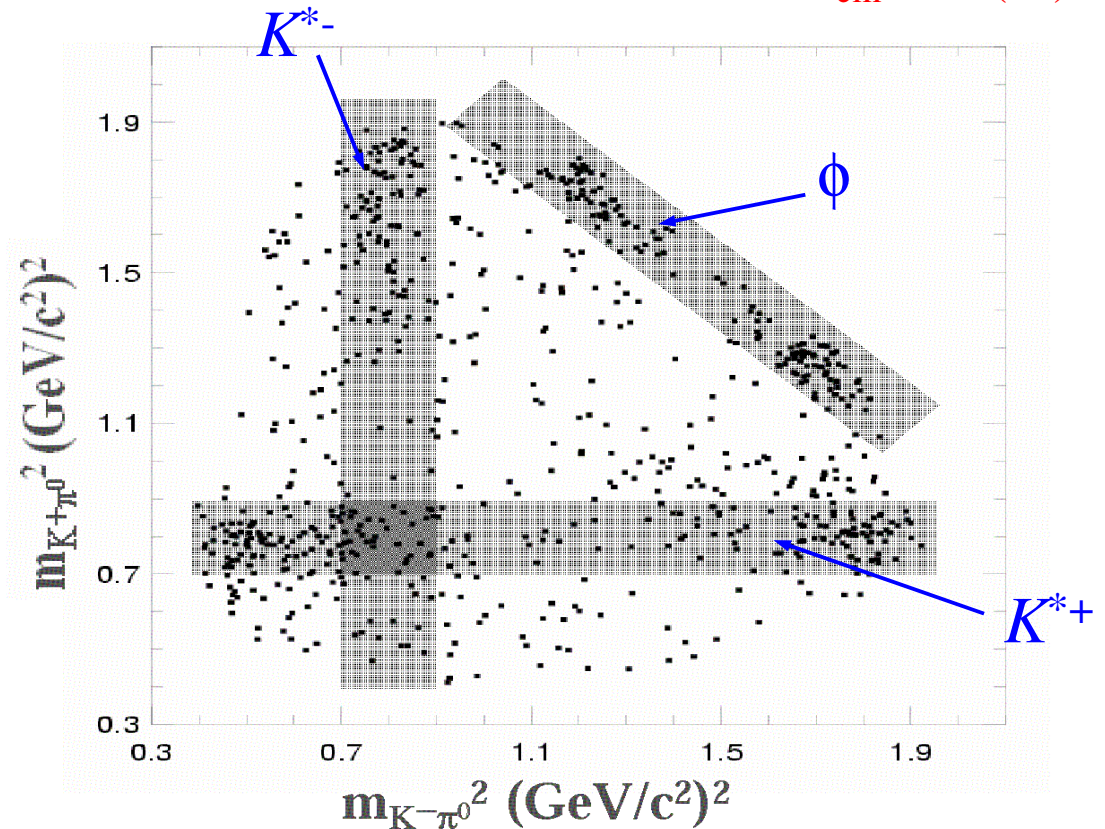 cm
K*-
1.9
ϕ
1.5
1.1
0.7
K*+
0.3
0.3 0.7 1.1 1.5 1.9
mK+π0² (GeV/c²)²
mK−π0² (GeV/c²)²